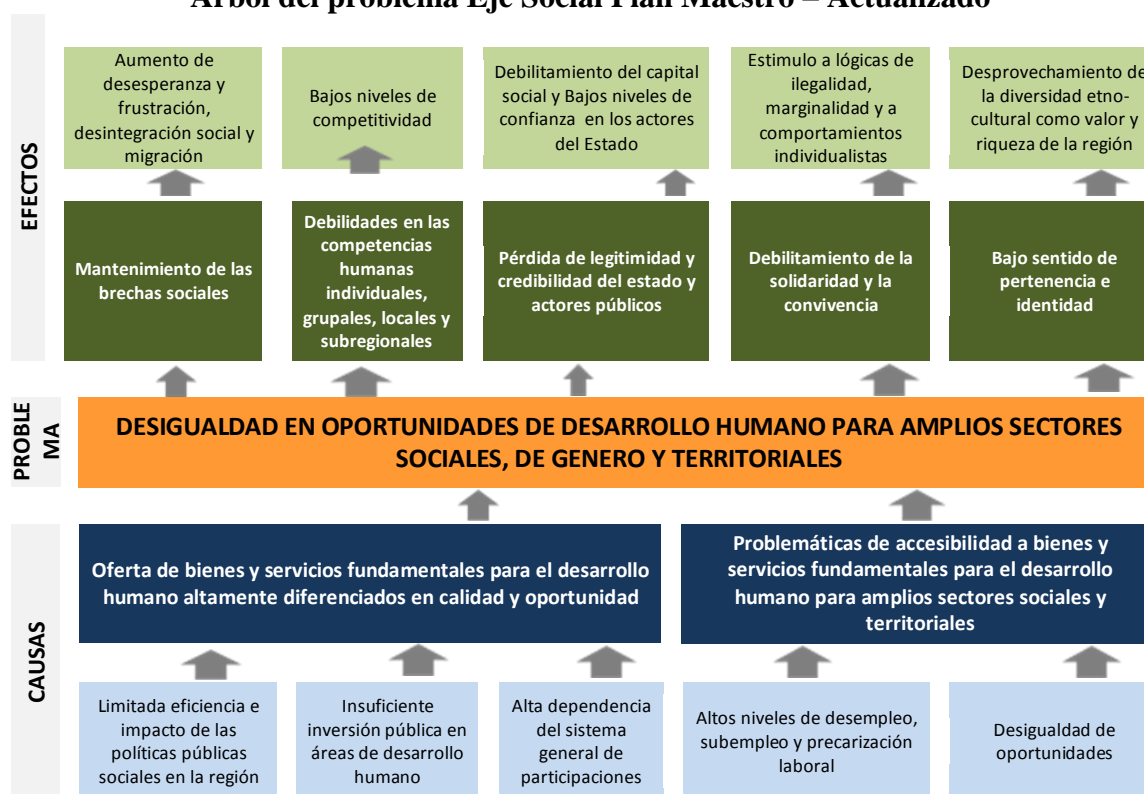 Árbol del problema Eje Social Plan Maestro – Actualizado
EFECTOS
Aumento de
desesperanza y
frustración,
desintegración social y
migración
Bajos niveles de
competitividad
Debilitamiento del capital
social y Bajos niveles de
confianza en los actores
del Estado
Estimulo a lógicas de
ilegalidad,
marginalidad y a
comportamientos
individualistas
Desprovechamiento de
la diversidad etno-
cultural como valor y
riqueza de la región
Mantenimiento de las
brechas sociales
Debilidades en las
competencias
humanas
individuales,
grupales, locales y
subregionales
Pérdida de legitimidad y
credibilidad del estado y
actores públicos
Debilitamiento de la
solidaridad y la
convivencia
Bajo sentido de
pertenencia e
identidad
PROBLE
MA
DESIGUALDAD EN OPORTUNIDADES DE DESARROLLO HUMANO PARA AMPLIOS SECTORES
SOCIALES, DE GENERO Y TERRITORIALES
CAUSAS
Oferta de bienes y servicios fundamentales para el desarrollo
humano altamente diferenciados en calidad y oportunidad
Problemáticas de accesibilidad a bienes y
servicios fundamentales para el desarrollo
humano para amplios sectores sociales y
territoriales
Limitada eficiencia e
impacto de las
políticas públicas
sociales en la región
Insuficiente
inversión pública en
áreas de desarrollo
humano
Alta dependencia
del sistema
general de
participaciones
Altos niveles de desempleo,
subempleo y precarización
laboral
Desigualdad de
oportunidades